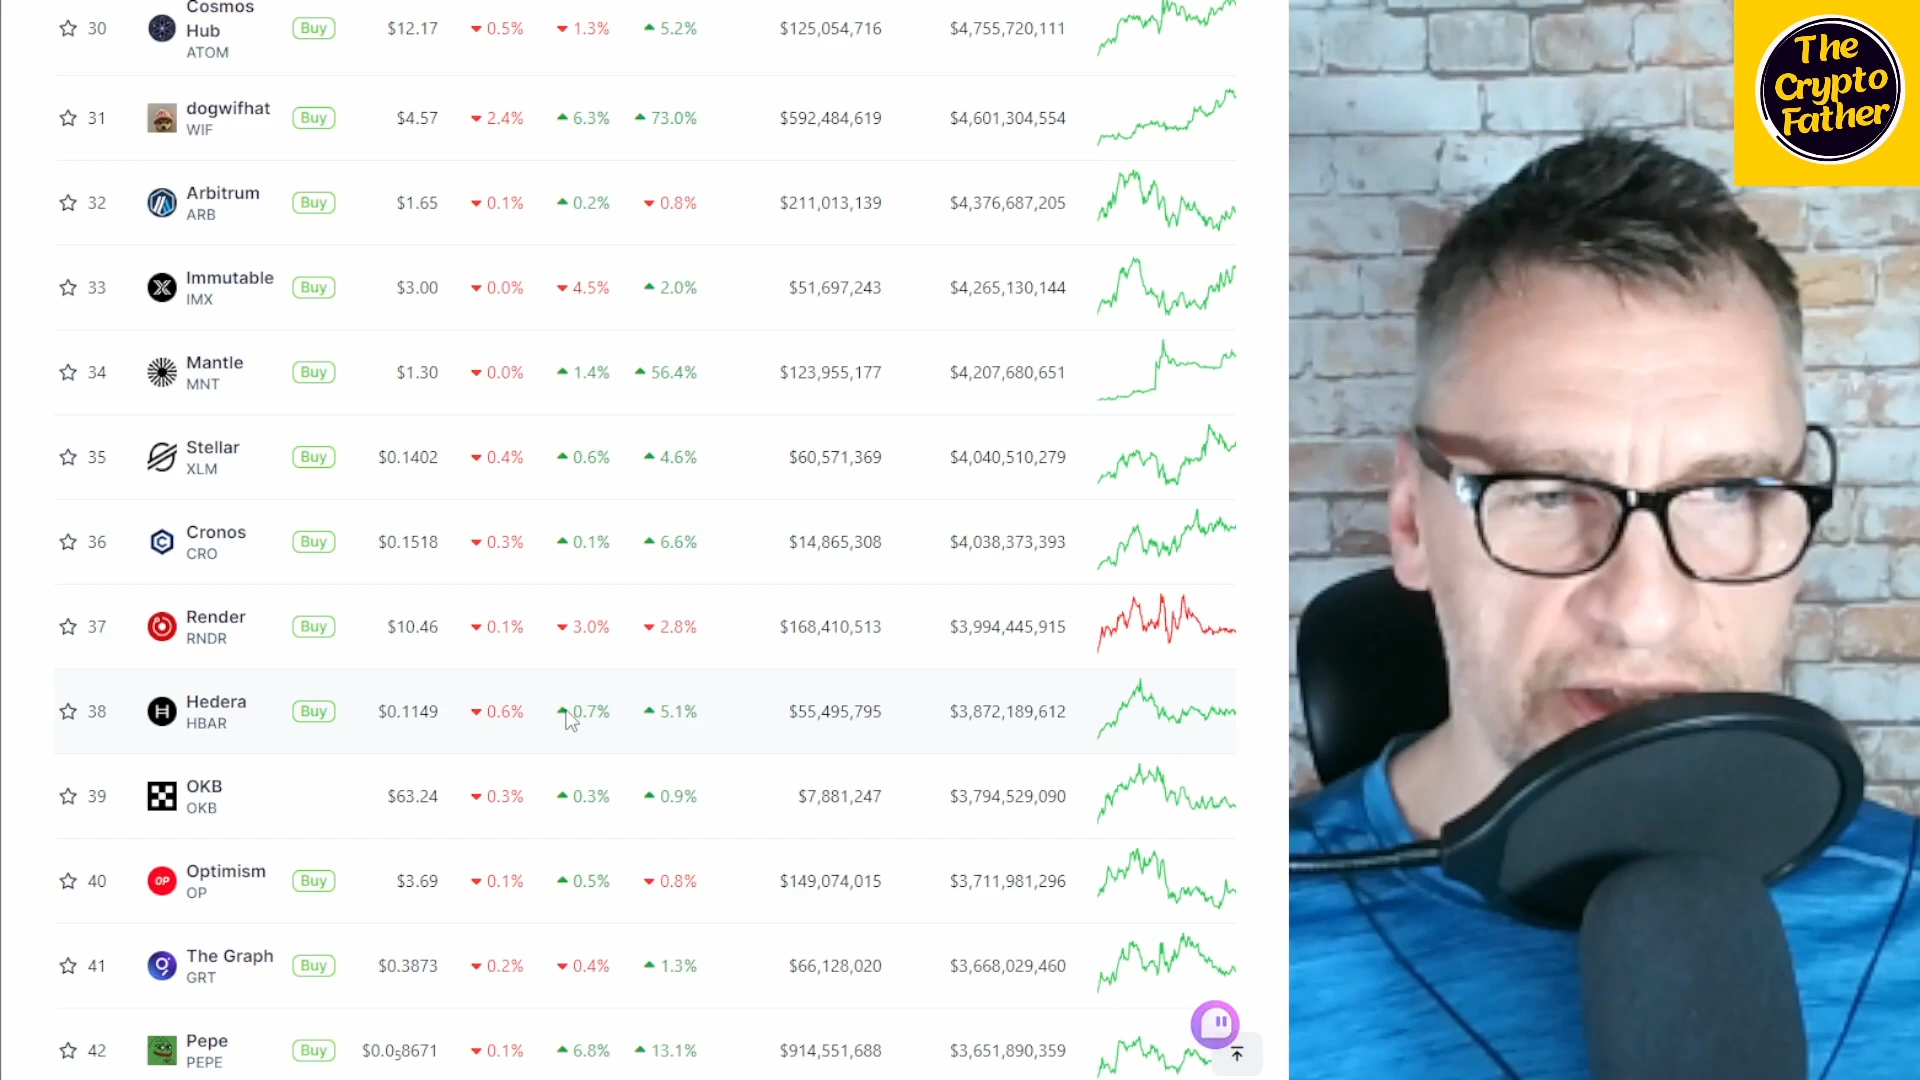 30 Cosmos Hub ATOM Buy $12.17 0.5% 1.3% 5.2% $125,054,716 $4,755,720,111
31 dogwifhat WIF Buy $4.57 2.4% 6.3% 73.0% $592,484,619 $4,601,304,554
32 Arbitrum ARB Buy $1.65 0.1% 0.2% 0.8% $211,013,139 $4,376,687,205
33 Immutable IMX Buy $3.00 0.0% 4.5% 2.0% $51,697,243 $4,265,130,144
34 Mantle MNT Buy $1.30 0.0% 1.4% 56.4% $123,955,177 $4,207,680,651
35 Stellar XLM Buy $0.1402 0.4% 0.6% 4.6% $60,571,369 $4,040,510,279
36 Cronos CRO Buy $0.1518 0.3% 0.1% 6.6% $14,865,308 $4,038,373,393
37 Render RNDR Buy $10.46 0.1% 3.0% 2.8% $168,410,513 $3,994,445,915
38 Hedera HBAR Buy $0.1149 0.6% 0.7% 5.1% $55,495,795 $3,872,189,612
39 OKB OKB Buy $63.24 0.3% 0.3% 0.9% $7,881,247 $3,794,529,090
40 OP Optimism OP Buy $3.69 0.1% 0.5% 0.8% $149,074,015 $3,711,981,296
41 The Graph GRT Buy $0.3873 0.2% 0.4% 1.3% $66,128,020 $3,668,029,460
42 Pepe PEPE Buy $0.0₅8671 0.1% 6.8% 13.1% $914,551,688 $3,651,890,359
The
Crypto
Father